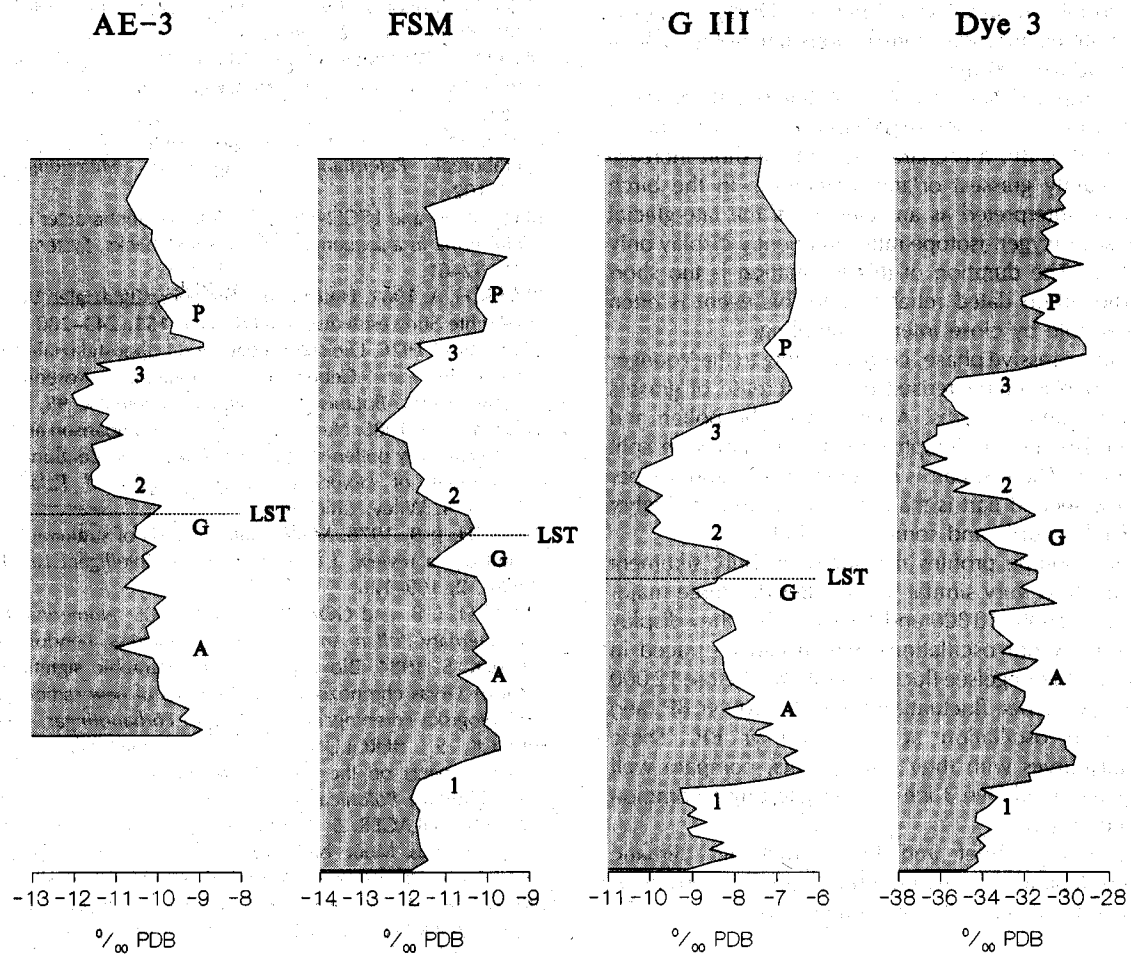 AE-3 FSM G III Dye 3
P
3
2
LST
G
A
-13 -12 -11 -10 -9
‰ PDB
P
3
2
LST
G
A
1
-14 -13 -12 -11 -10 -9
‰ PDB
P
3
2
LST
G
A
1
-11 -10 -9 -8 -7 -6
‰ PDB
P
3
2
G
A
1
-38 -36 -34 -32 -30 -28
‰ PDB